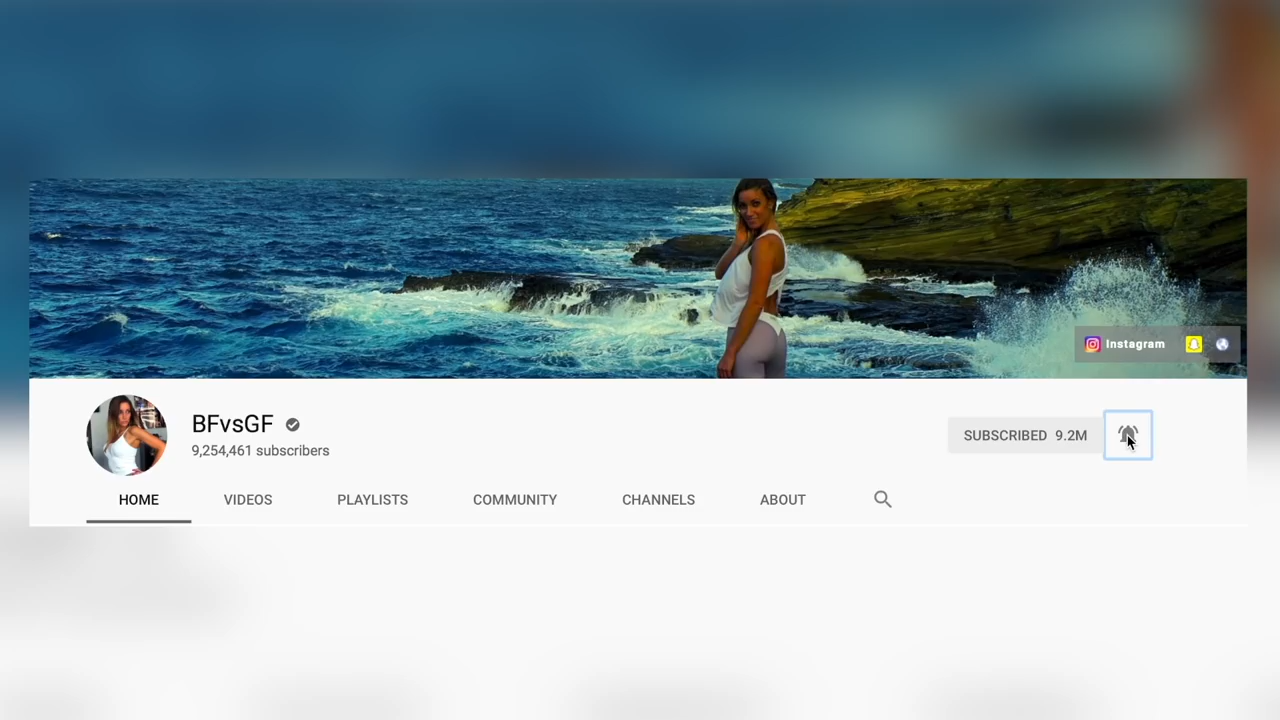 Instagram
BFvsGF
9,254,461 subscribers
SUBSCRIBED 9.2M
HOME VIDEOS PLAYLISTS COMMUNITY CHANNELS ABOUT